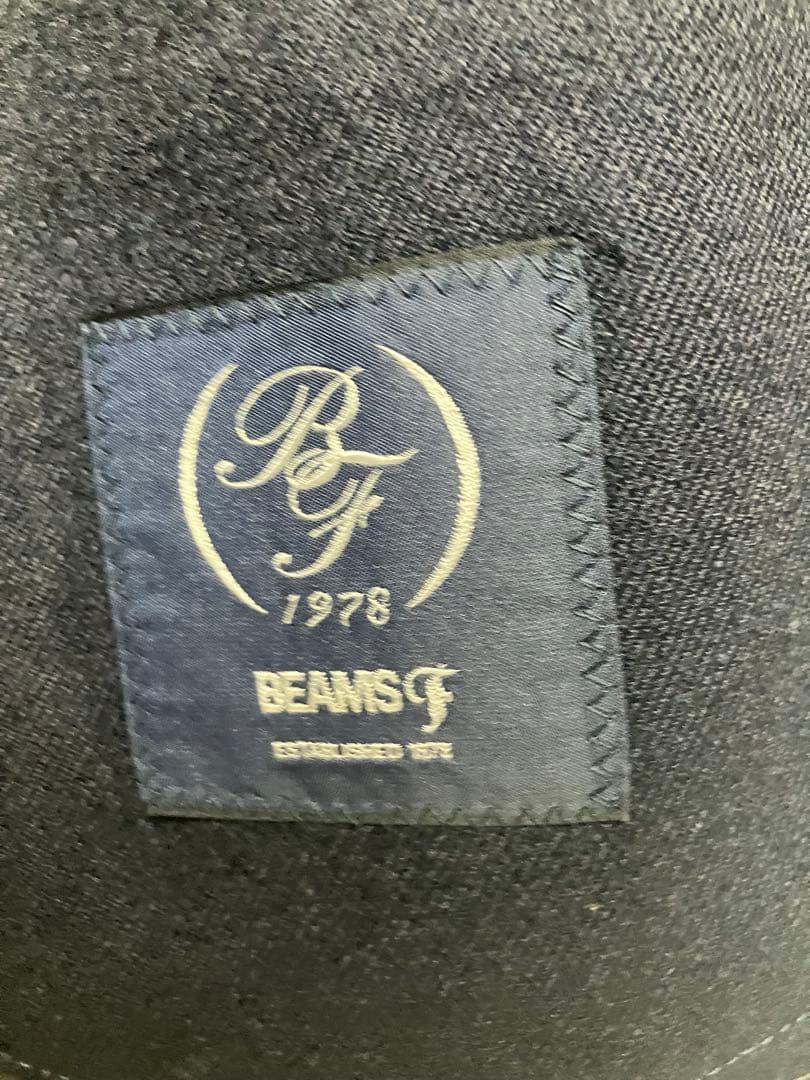 BF
1978
BEAMS F
ESTABLISHED 1978